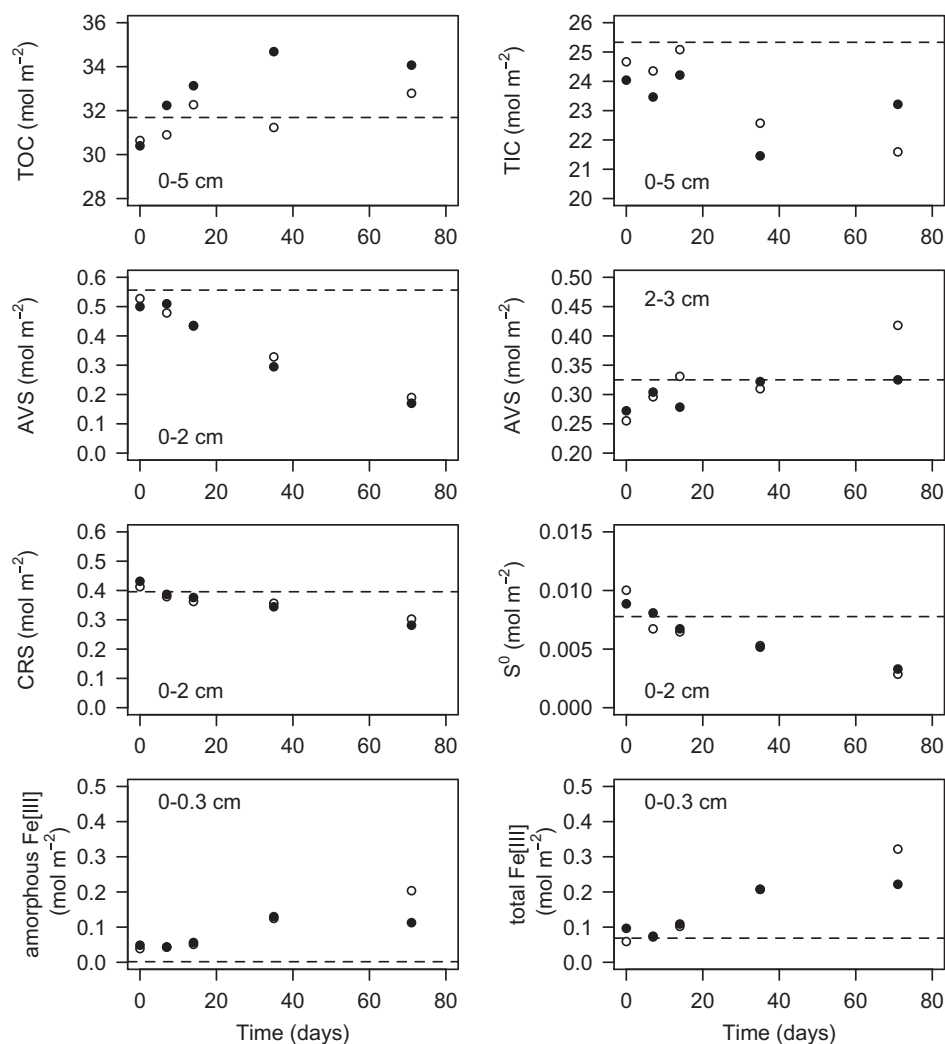 TOC (mol m⁻²)
36
34
32
30
28
0-5 cm
0 20 40 60 80
TIC (mol m⁻²)
26
25
24
23
22
21
20
0-5 cm
0 20 40 60 80
AVS (mol m⁻²)
0.6
0.5
0.4
0.3
0.2
0.1
0.0
0-2 cm
0 20 40 60 80
AVS (mol m⁻²)
0.50
0.45
0.40
0.35
0.30
0.25
0.20
2-3 cm
0 20 40 60 80
CRS (mol m⁻²)
0.6
0.5
0.4
0.3
0.2
0.1
0.0
0-2 cm
0 20 40 60 80
S⁰ (mol m⁻²)
0.015
0.010
0.005
0.000
0-2 cm
0 20 40 60 80
amorphous Fe[III]
(mol m⁻²)
0.5
0.4
0.3
0.2
0.1
0.0
0-0.3 cm
0 20 40 60 80
Time (days)
total Fe[III]
(mol m⁻²)
0.5
0.4
0.3
0.2
0.1
0.0
0-0.3 cm
0 20 40 60 80
Time (days)